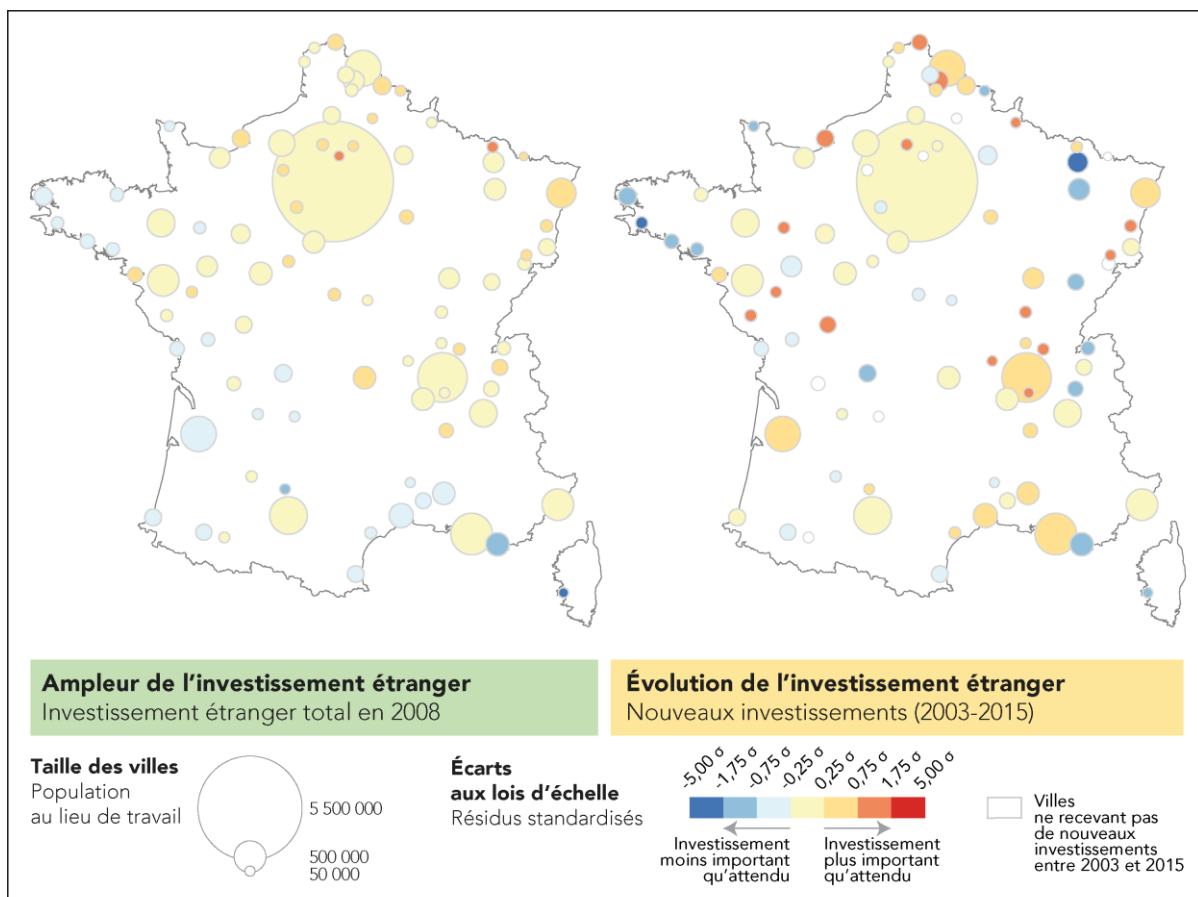 Ampleur de l’investissement étranger
Investissement étranger total en 2008
Évolution de l’investissement étranger
Nouveaux investissements (2003-2015)
Taille des villes
Population
au lieu de travail
5 500 000
500 000
50 000
Écarts
aux lois d’échelle
Résidus standardisés
-5,00 σ
-1,75 σ
-0,75 σ
-0,25 σ
0,25 σ
0,75 σ
1,75 σ
5,00 σ
Investissement
moins important
qu’attendu
Investissement
plus important
qu’attendu
Villes
ne recevant pas
de nouveaux
investissements
entre 2003 et 2015